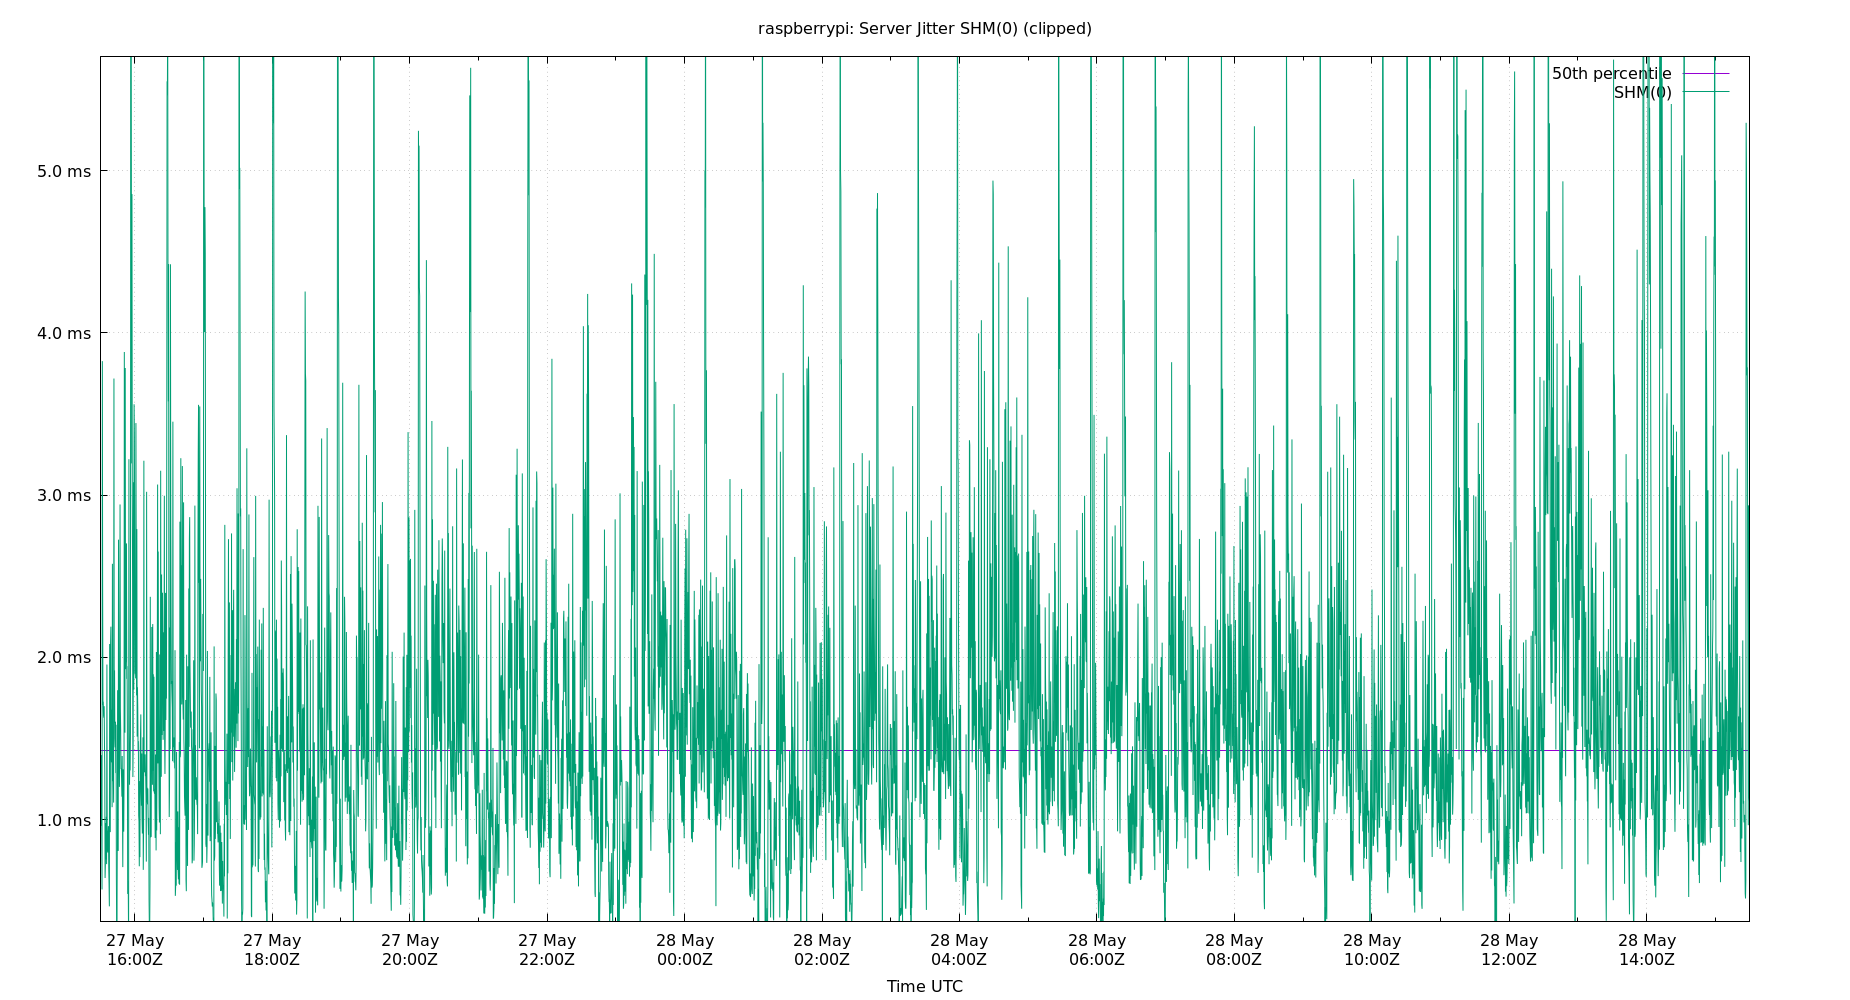 raspberrypi: Server Jitter SHM(0) (clipped)
50th percentile
SHM(0)
5.0 ms
4.0 ms
3.0 ms
2.0 ms
1.0 ms
27 May 27 May 27 May 27 May 28 May 28 May 28 May 28 May 28 May 28 May 28 May 28 May
16:00Z 18:00Z 20:00Z 22:00Z 00:00Z 02:00Z 04:00Z 06:00Z 08:00Z 10:00Z 12:00Z 14:00Z
Time UTC